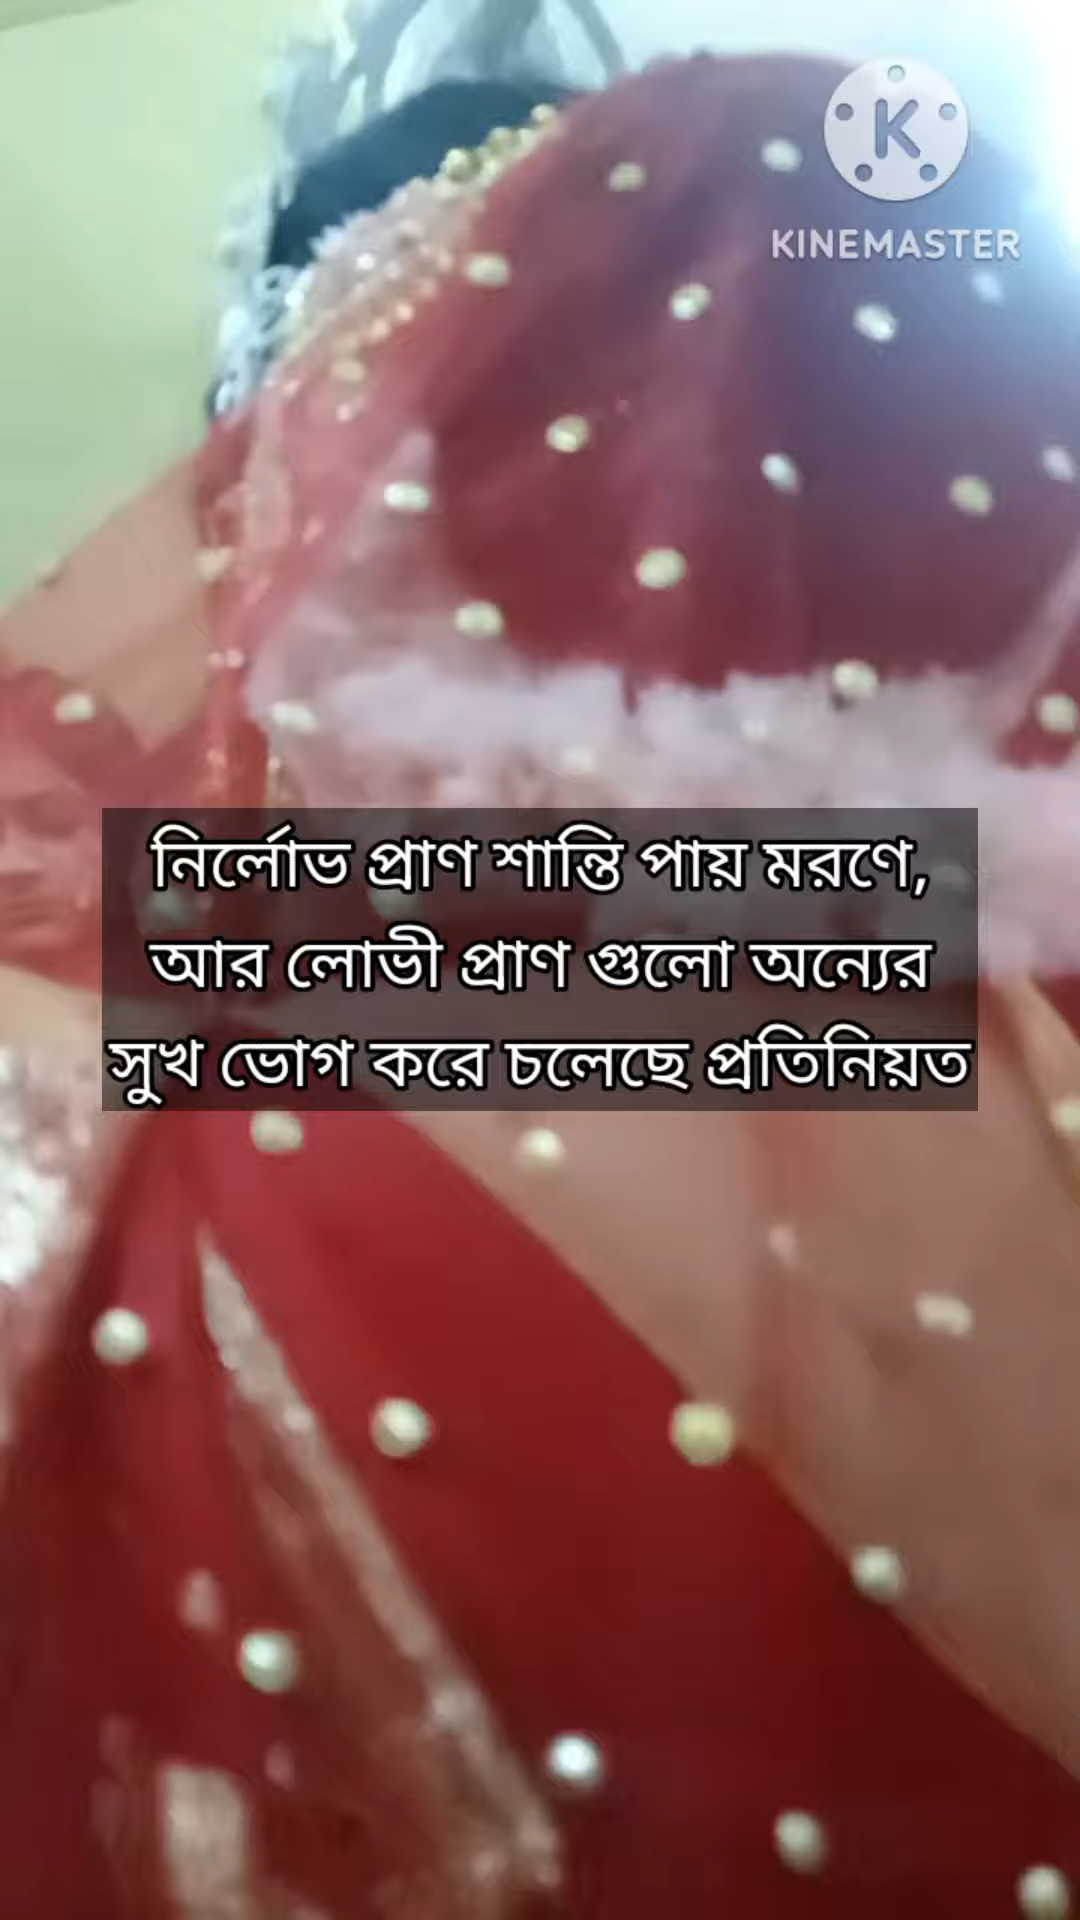 KINEMASTER
নির্লোভ প্রাণ শান্তি পায় মরণে,
আর লোভী প্রাণ গুলো অন্যের
সুখ ভোগ করে চলেছে প্রতিনিয়ত